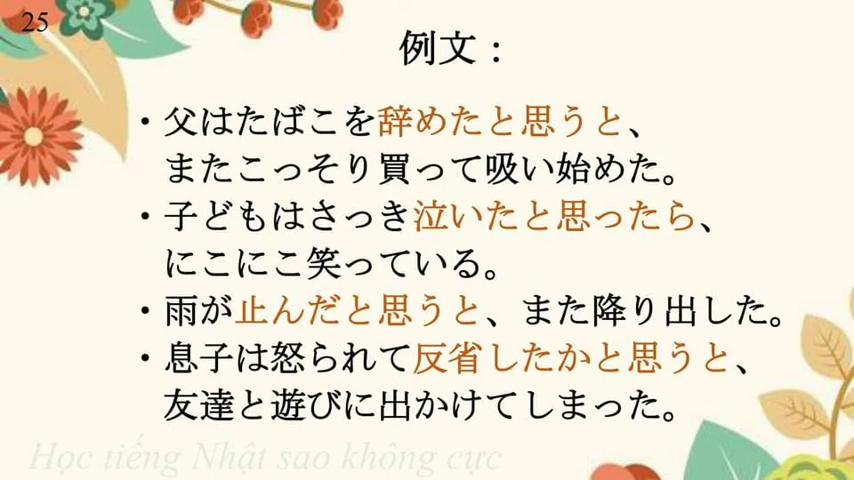 25
例文：
・父はたばこを辞めたと思うと、
またこっそり買って吸い始めた。
・子どもはさっき泣いたと思ったら、
にこにこ笑っている。
・雨が止んだと思うと、また降り出した。
・息子は怒られて反省したかと思うと、
友達と遊びに出かけてしまった。
Học tiếng Nhật sao không cực